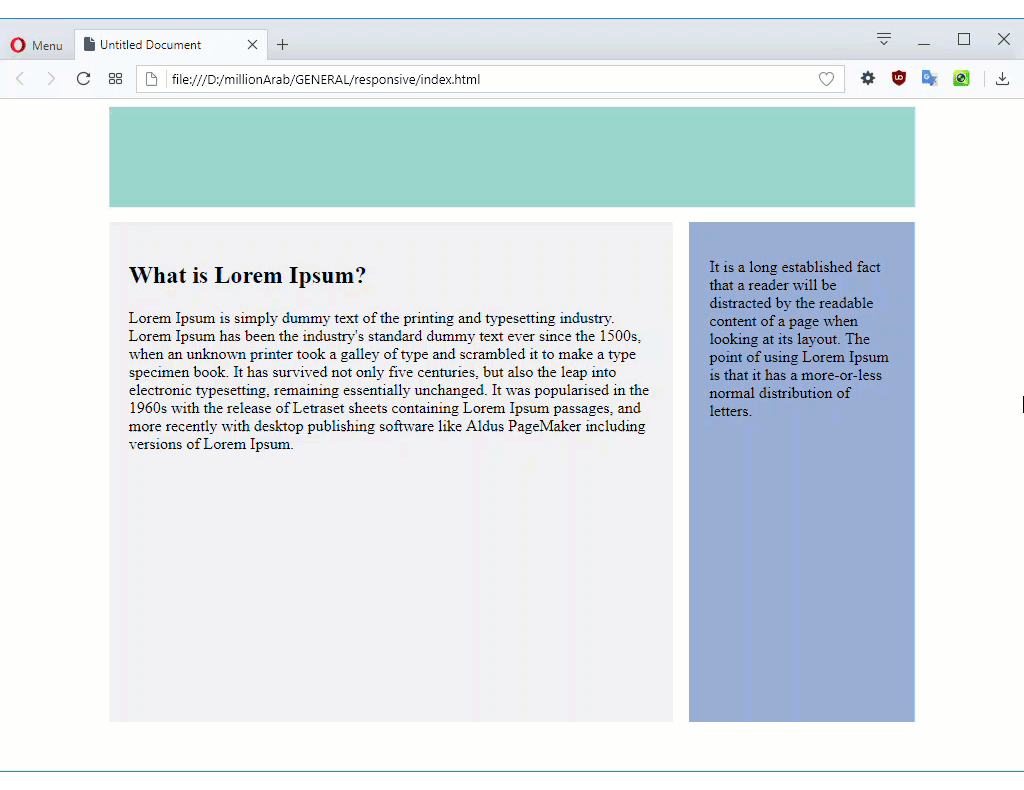 Menu
Untitled Document
file:///D:/millionArab/GENERAL/responsive/index.html
What is Lorem Ipsum?
Lorem Ipsum is simply dummy text of the printing and typesetting industry.
Lorem Ipsum has been the industry's standard dummy text ever since the 1500s,
when an unknown printer took a galley of type and scrambled it to make a type
specimen book. It has survived not only five centuries, but also the leap into
electronic typesetting, remaining essentially unchanged. It was popularised in the
1960s with the release of Letraset sheets containing Lorem Ipsum passages, and
more recently with desktop publishing software like Aldus PageMaker including
versions of Lorem Ipsum.
It is a long established fact
that a reader will be
distracted by the readable
content of a page when
looking at its layout. The
point of using Lorem Ipsum
is that it has a more-or-less
normal distribution of
letters.